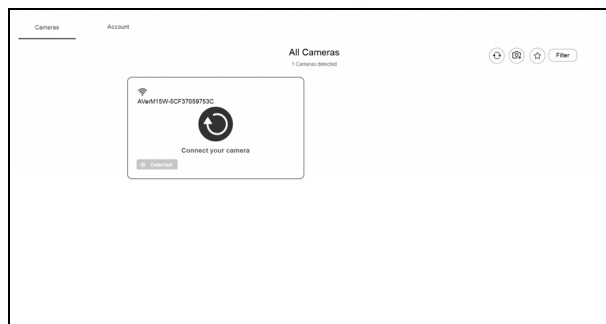 Cameras
Account
All Cameras
1 Cameras detected
Filter
AVerM15W-5CF37059753C
Connect your camera
Detected